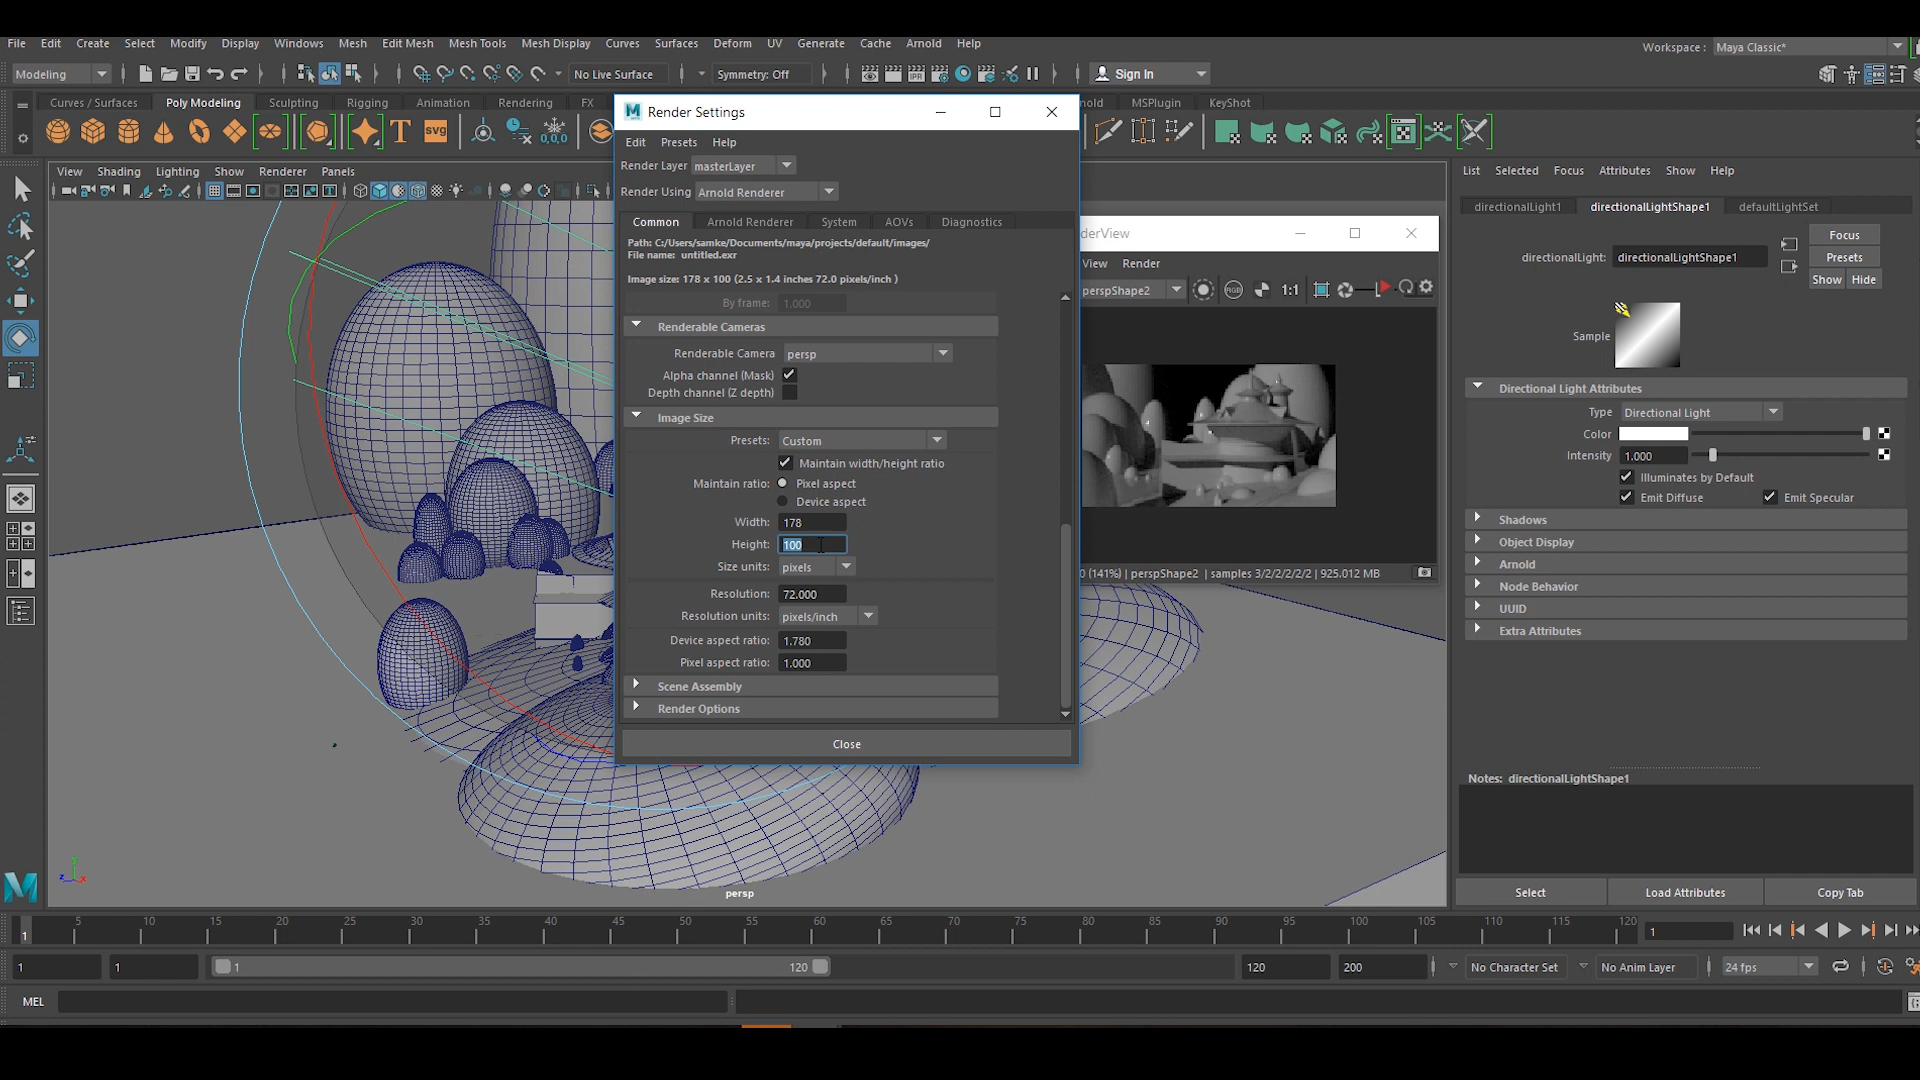 File Edit Create Select Modify Display Windows Mesh Edit Mesh Mesh Tools Mesh Display Curves Surfaces Deform UV Generate Cache Arnold Help
Workspace : Maya Classic*
Modeling No Live Surface Symmetry: Off Sign In
Curves / Surfaces Poly Modeling Sculpting Rigging Animation Rendering FX
MSPlugin KeyShot
T svg
0,0,0
Render Settings
Edit Presets Help
Render Layer masterLayer
Render Using Arnold Renderer
Common Arnold Renderer System AOVs Diagnostics
Path: C:/Users/samke/Documents/maya/projects/default/images/
File name: untitled.exr
Image size: 178 x 100 (2.5 x 1.4 inches 72.0 pixels/inch )
By frame: 1.000
Renderable Cameras
Renderable Camera persp
Alpha channel (Mask)
Depth channel (Z depth)
Image Size
Presets: Custom
Maintain width/height ratio
Maintain ratio: Pixel aspect
Device aspect
Width: 178
Height: 100
Size units: pixels
Resolution: 72.000
Resolution units: pixels/inch
Device aspect ratio: 1.780
Pixel aspect ratio: 1.000
Scene Assembly
Render Options
Close
View Shading Lighting Show Renderer Panels
persp
derView
View Render
perspShape2 1:1
0 (141%) | perspShape2 | samples 3/2/2/2/2/2 | 925.012 MB
List Selected Focus Attributes Show Help
directionalLight1 directionalLightShape1 defaultLightSet
directionalLight: directionalLightShape1
Focus
Presets
Show Hide
Sample
Directional Light Attributes
Type Directional Light
Color
Intensity 1.000
Illuminates by Default
Emit Diffuse Emit Specular
Shadows
Object Display
Arnold
Node Behavior
UUID
Extra Attributes
Notes: directionalLightShape1
Select Load Attributes Copy Tab
1 5 10 15 20 25 30 35 40 45 50 55 60 65 70 75 80 85 90 95 100 105 110 115 120 1
1 1 1 120 120 200 No Character Set No Anim Layer 24 fps
MEL